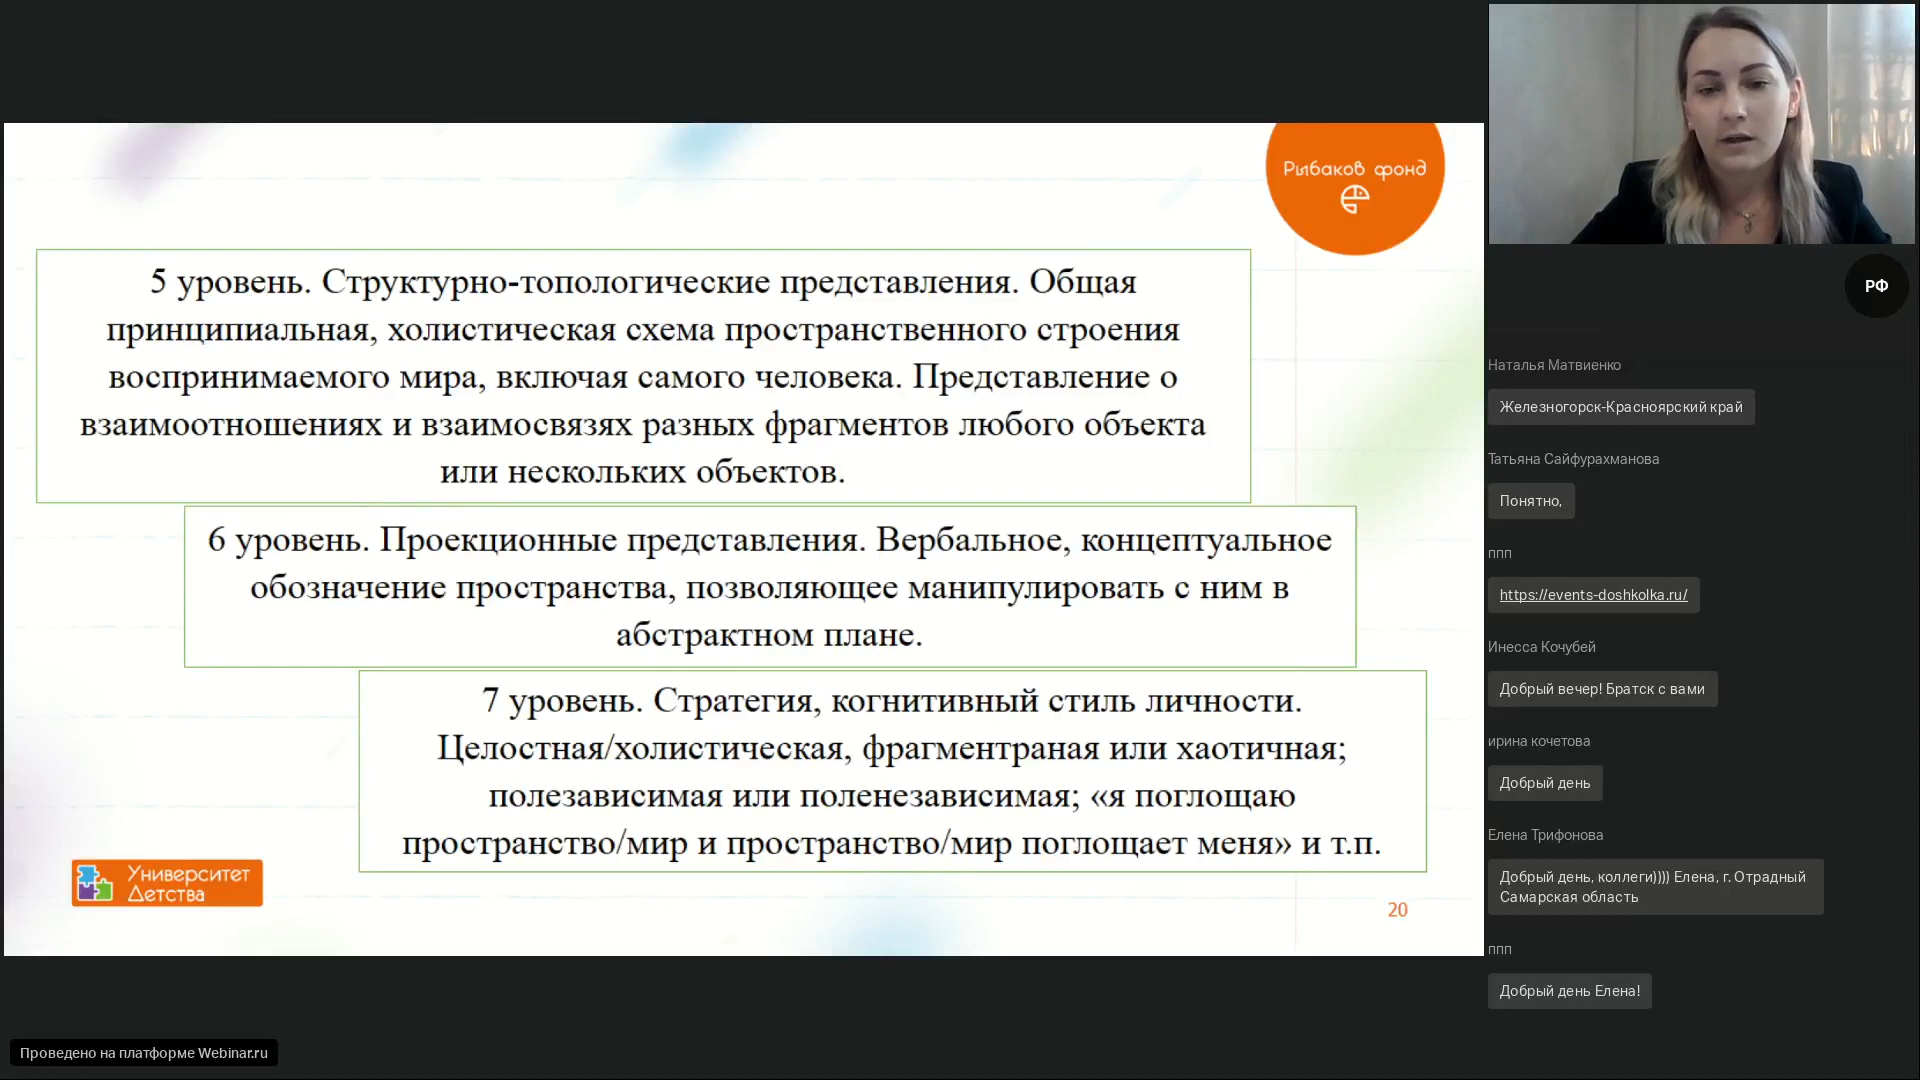 Рыбаков фонд
5 уровень. Структурно-топологические представления. Общая
принципиальная, холистическая схема пространственного строения
воспринимаемого мира, включая самого человека. Представление о
взаимоотношениях и взаимосвязях разных фрагментов любого объекта
или нескольких объектов.
6 уровень. Проекционные представления. Вербальное, концептуальное
обозначение пространства, позволяющее манипулировать с ним в
абстрактном плане.
7 уровень. Стратегия, когнитивный стиль личности.
Целостная/холистическая, фрагментраная или хаотичная;
полезависимая или поленезависимая; «я поглощаю
пространство/мир и пространство/мир поглощает меня» и т.п.
Университет
Детства
20
РФ
Наталья Матвиенко
Железногорск-Красноярский край
Татьяна Сайфурахманова
Понятно,
ппп
https://events-doshkolka.ru/
Инесса Кочубей
Добрый вечер! Братск с вами
ирина кочетова
Добрый день
Елена Трифонова
Добрый день, коллеги)))) Елена, г. Отрадный
Самарская область
ппп
Добрый день Елена!
Проведено на платформе Webinar.ru